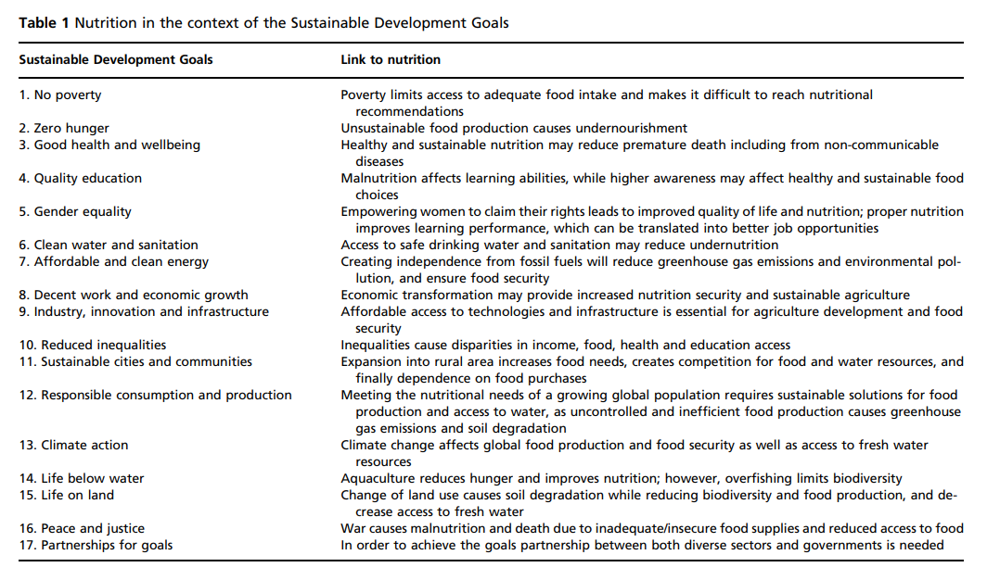 Table 1 Nutrition in the context of the Sustainable Development Goals
Sustainable Development Goals Link to nutrition
1. No poverty Poverty limits access to adequate food intake and makes it difficult to reach nutritional
recommendations
2. Zero hunger Unsustainable food production causes undernourishment
3. Good health and wellbeing Healthy and sustainable nutrition may reduce premature death including from non-communicable
diseases
4. Quality education Malnutrition affects learning abilities, while higher awareness may affect healthy and sustainable food
choices
5. Gender equality Empowering women to claim their rights leads to improved quality of life and nutrition; proper nutrition
improves learning performance, which can be translated into better job opportunities
6. Clean water and sanitation Access to safe drinking water and sanitation may reduce undernutrition
7. Affordable and clean energy Creating independence from fossil fuels will reduce greenhouse gas emissions and environmental pol-
lution, and ensure food security
8. Decent work and economic growth Economic transformation may provide increased nutrition security and sustainable agriculture
9. Industry, innovation and infrastructure Affordable access to technologies and infrastructure is essential for agriculture development and food
security
10. Reduced inequalities Inequalities cause disparities in income, food, health and education access
11. Sustainable cities and communities Expansion into rural area increases food needs, creates competition for food and water resources, and
finally dependence on food purchases
12. Responsible consumption and production Meeting the nutritional needs of a growing global population requires sustainable solutions for food
production and access to water, as uncontrolled and inefficient food production causes greenhouse
gas emissions and soil degradation
13. Climate action Climate change affects global food production and food security as well as access to fresh water
resources
14. Life below water Aquaculture reduces hunger and improves nutrition; however, overfishing limits biodiversity
15. Life on land Change of land use causes soil degradation while reducing biodiversity and food production, and de-
crease access to fresh water
16. Peace and justice War causes malnutrition and death due to inadequate/insecure food supplies and reduced access to food
17. Partnerships for goals In order to achieve the goals partnership between both diverse sectors and governments is needed